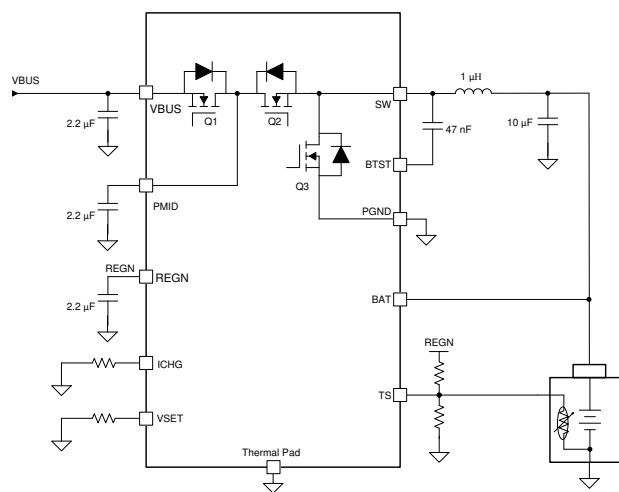 VBUS
2.2 µF
VBUS
Q1
Q2
SW
1 µH
47 nF
10 µF
BTST
Q3
2.2 µF
PMID
PGND
REGN
REGN
2.2 µF
BAT
REGN
ICHG
TS
VSET
Thermal Pad